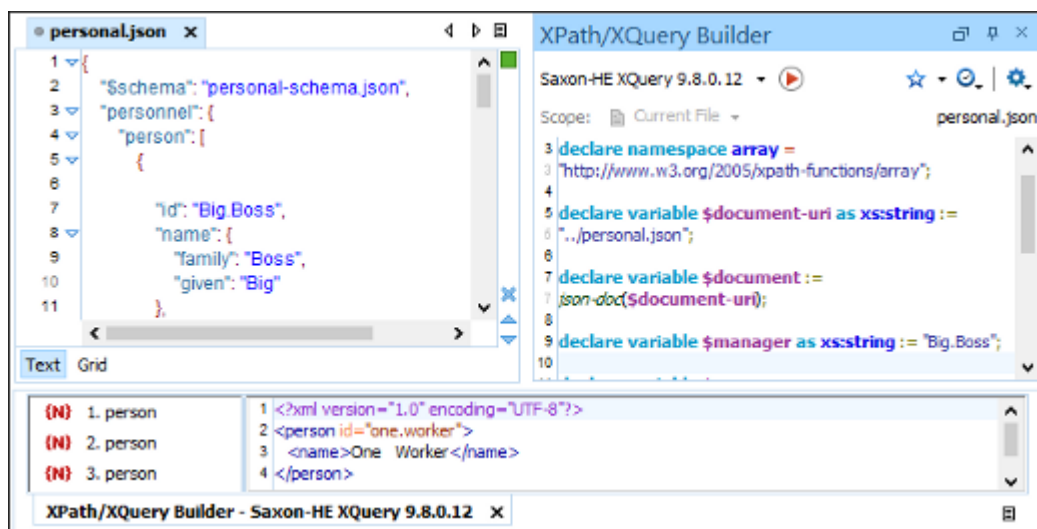 personal.json
1 {
2 "$schema": "personal-schema.json",
3 "personnel": {
4 "person": [
5 {
6
7 "id": "Big.Boss",
8 "name": {
9 "family": "Boss",
10 "given": "Big"
11 },
Text Grid
XPath/XQuery Builder
Saxon-HE XQuery 9.8.0.12
Scope: Current File personal.json
3 declare namespace array =
3 "http://www.w3.org/2005/xpath-functions/array";
4
5 declare variable $document-uri as xs:string :=
6 "../personal.json";
6
7 declare variable $document :=
7 json-doc($document-uri);
8
9 declare variable $manager as xs:string := "Big.Boss";
10
{N} 1. person
{N} 2. person
{N} 3. person
1 <?xml version="1.0" encoding="UTF-8"?>
2 <person id="one.worker">
3 <name>One Worker</name>
4 </person>
XPath/XQuery Builder - Saxon-HE XQuery 9.8.0.12